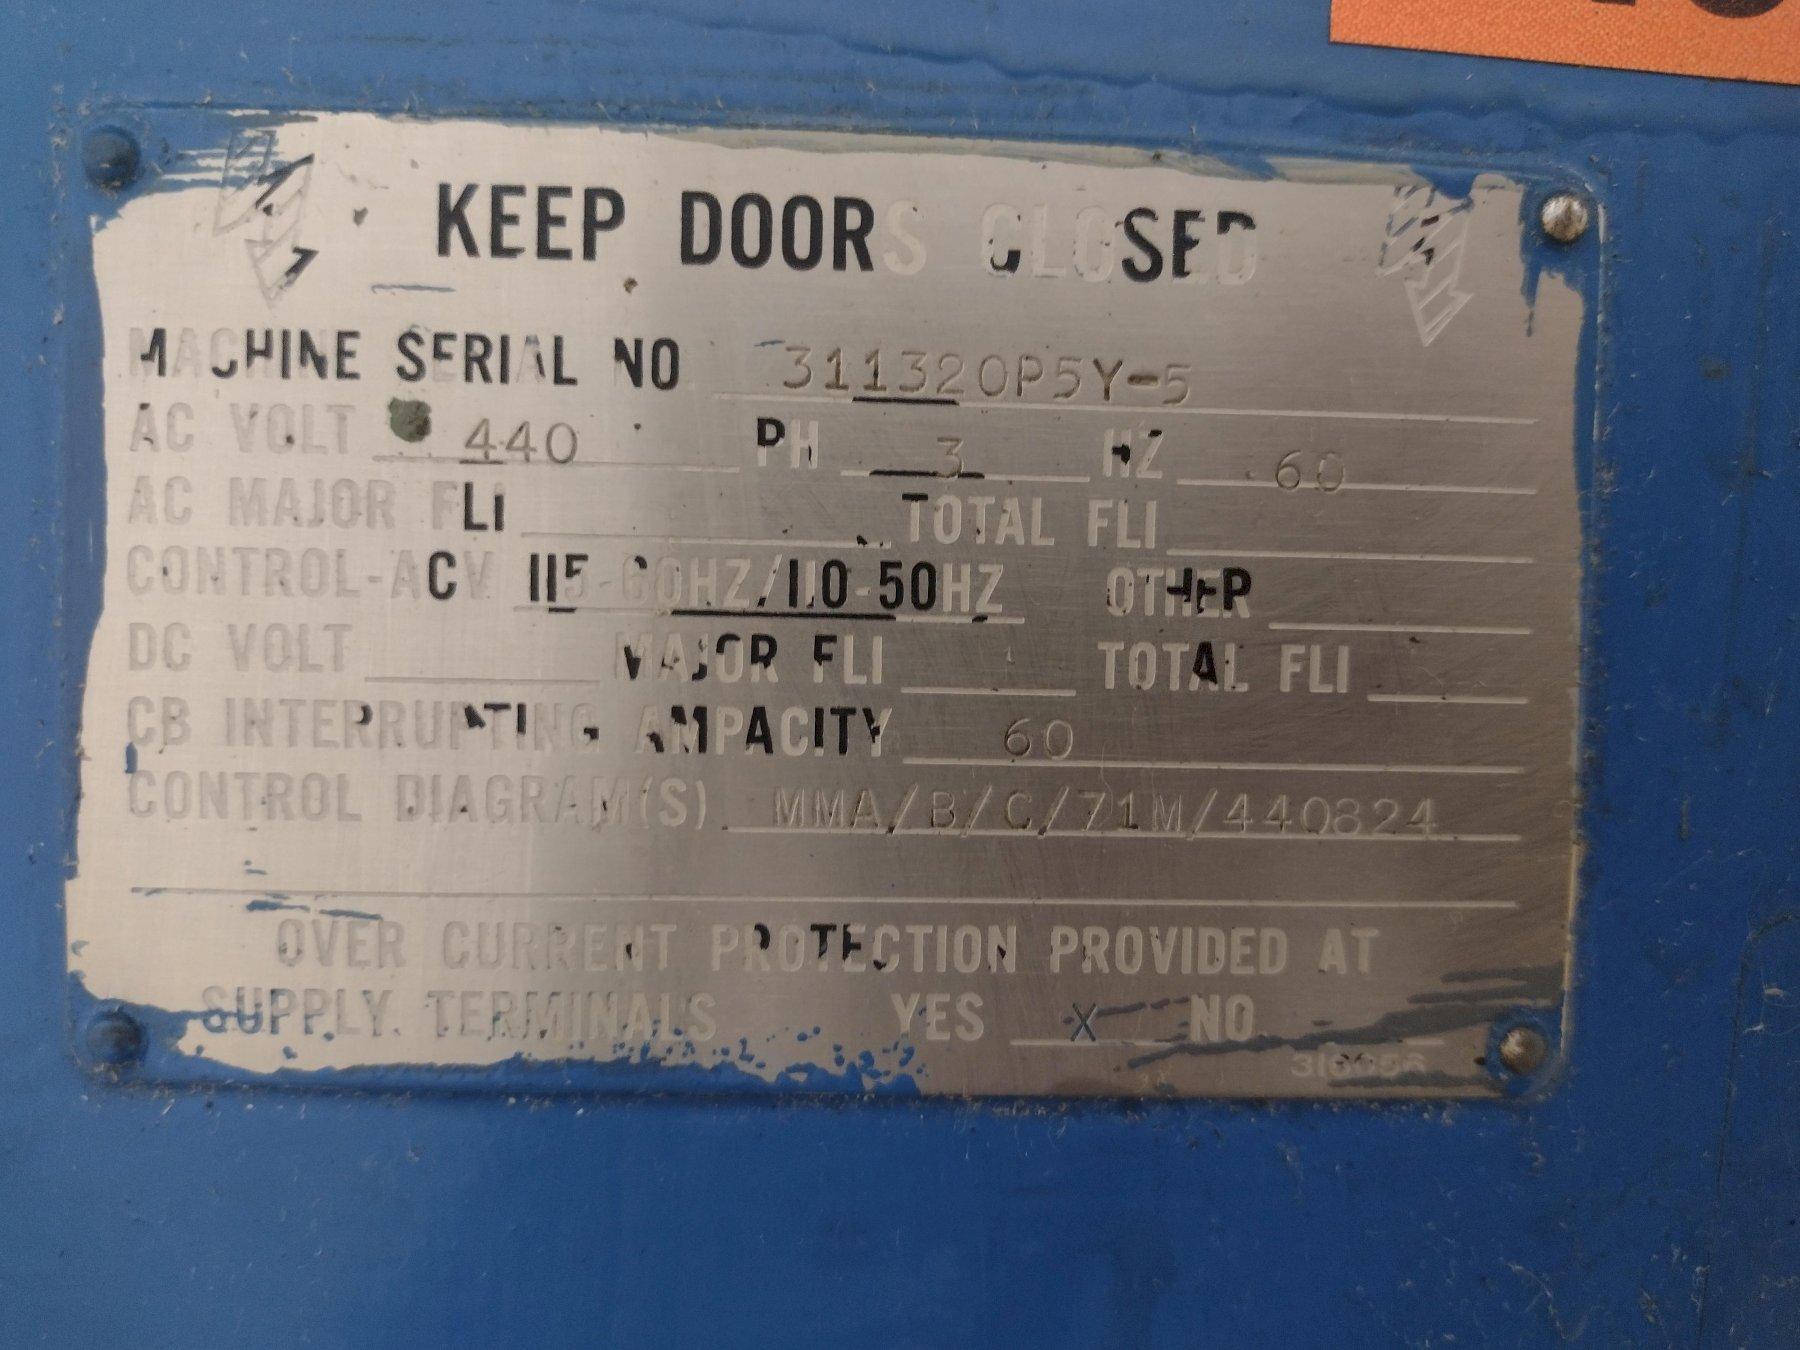 KEEP DOORS CLOSED
MACHINE SERIAL NO 311320P5Y-5
AC VOLT 440 PH 3 HZ 60
AC MAJOR FLI TOTAL FLI
CONTROL-ACV 115-60HZ/110-50HZ OTHER
DC VOLT MAJOR FLI TOTAL FLI
CB INTERRUPTING AMPACITY 60
CONTROL DIAGRAM(S) MMA/B/C/71M/440824
OVER CURRENT PROTECTION PROVIDED AT
SUPPLY TERMINALS YES X NO
316056